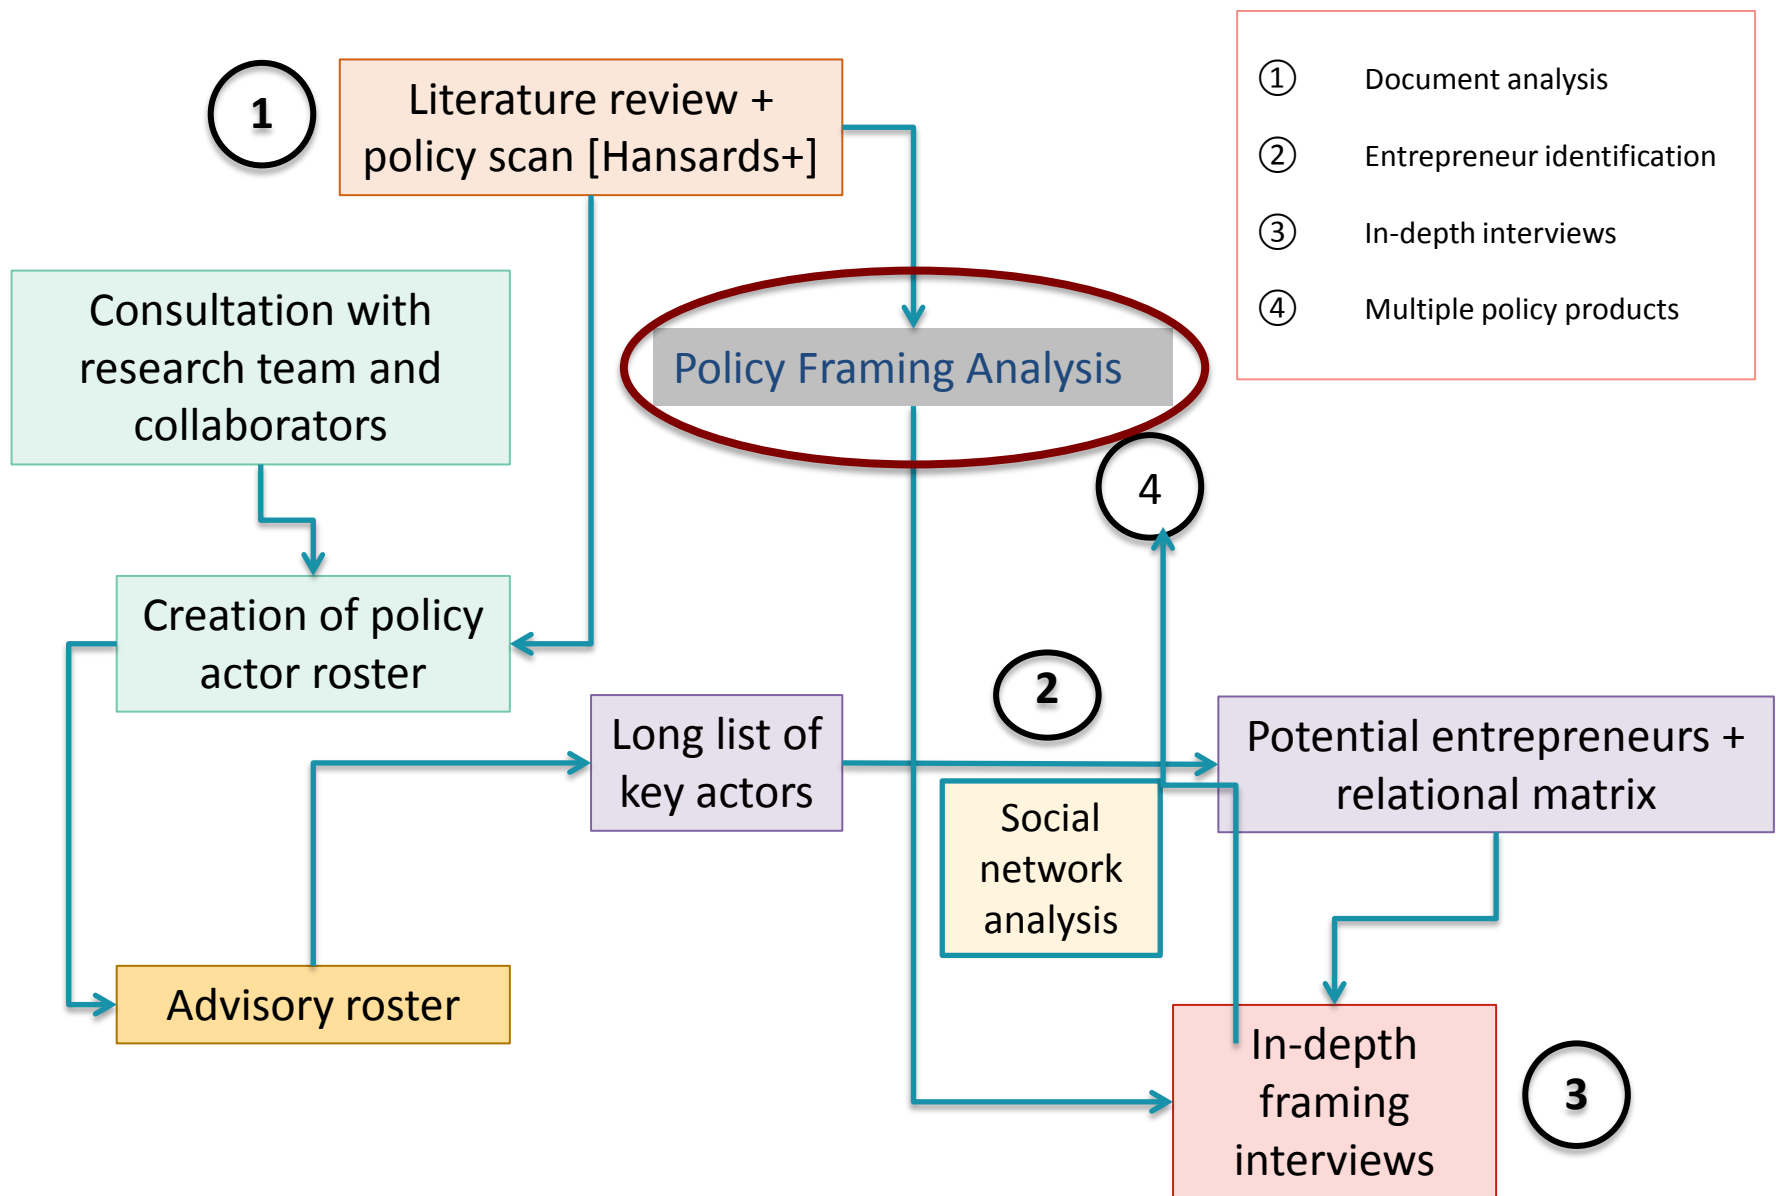 1
Literature review +
policy scan [Hansards+]
① Document analysis
② Entrepreneur identification
③ In-depth interviews
④ Multiple policy products
Consultation with
research team and
collaborators
Policy Framing Analysis
4
Creation of policy
actor roster
2
Long list of
key actors
Potential entrepreneurs +
relational matrix
Social
network
analysis
Advisory roster
In-depth
framing
interviews
3